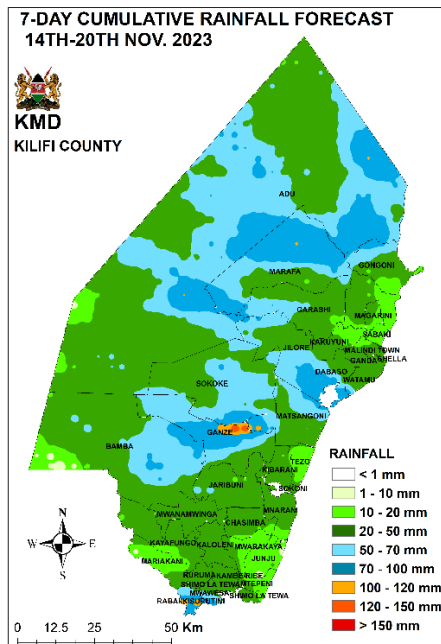 7-DAY CUMULATIVE RAINFALL FORECAST
14TH-20TH NOV. 2023
KMD
KILIFI COUNTY
ADU
GONGONI
MARAFA
GARASHI
MAGARINI
SABAKI
KAKUYUNI
JILORE
MALINDI TOWN
GANDA
SHELLA
DABASO
WATAMU
SOKOKE
MATSANGONI
GANZE
BAMBA
TEZO
KIBARANI
JARIBUNI
SOKONI
MNARANI
MWANAMWINGA
CHASIMBA
KAYAFUNGO
KALOLENI
MWARAKAYA
JUNJU
MARIAKANI
RURUMA
KAMBE-RIBE
SHIMO LA TEWA
MTEPENI
MWAWESA
SHIMO LA TEWA
RABAI
KISURUTINI
RAINFALL
< 1 mm
1 - 10 mm
10 - 20 mm
20 - 50 mm
50 - 70 mm
70 - 100 mm
100 - 120 mm
120 - 150 mm
> 150 mm
N
W
E
S
0 5 10 20 30 40 50 Km